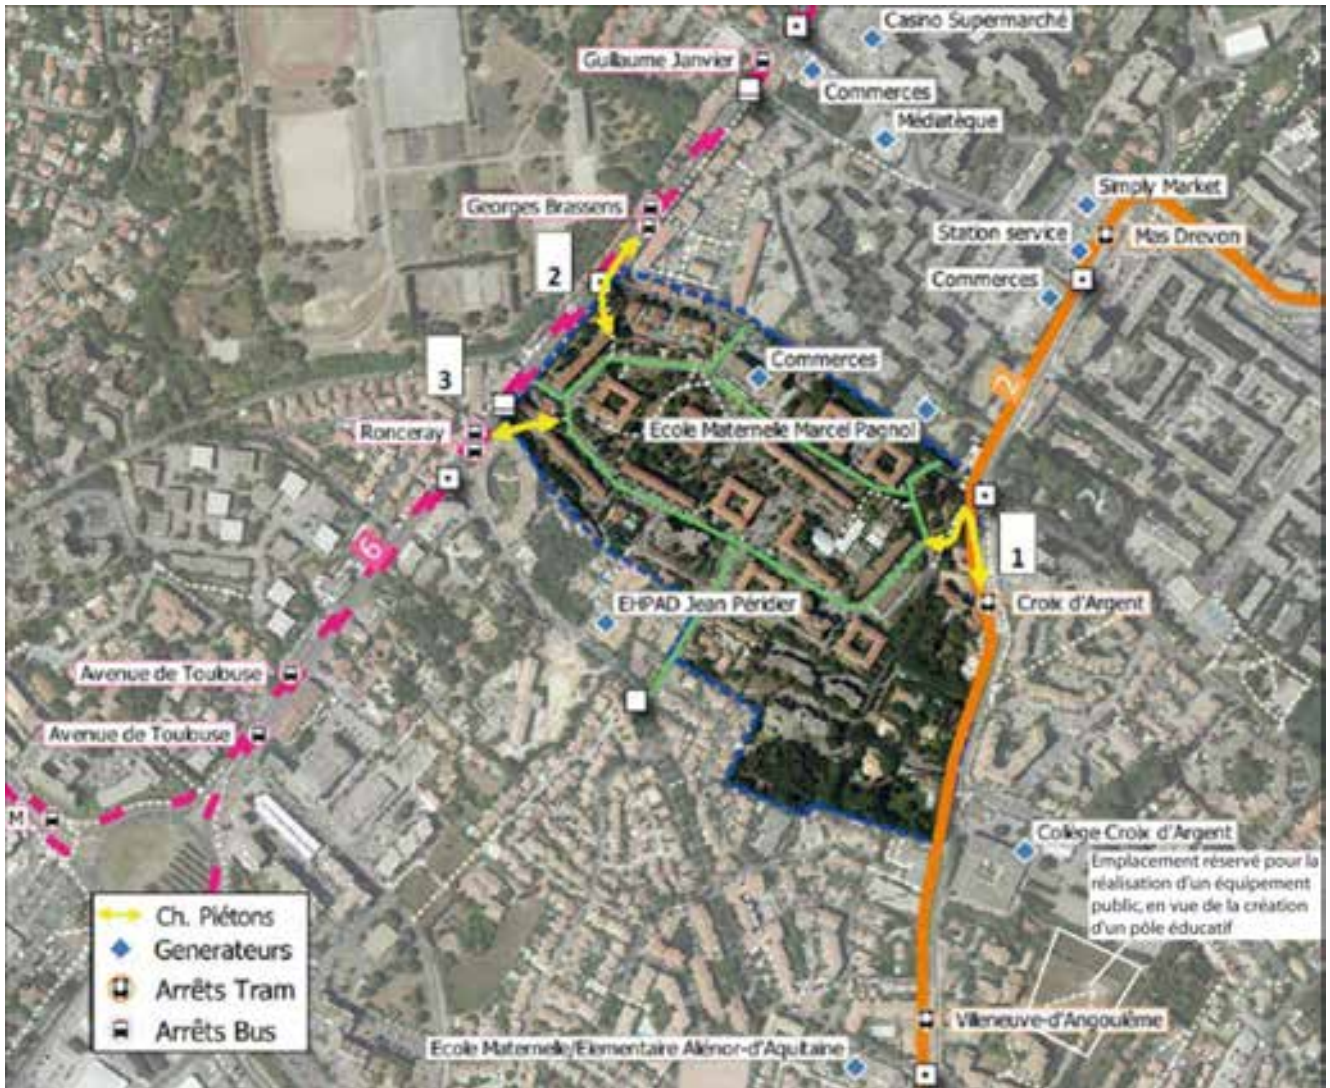 Casino Supermarché
Guillaume Janvier
Commerces
Médiatèque
Simply Market
Georges Brassens
Station service
Mas Drevon
2
Commerces
Commerces
3
2
Ronceray
Ecole Maternelle Marcel Pagnol
6
1
EHPAD Jean Péridier
Croix d'Argent
Avenue de Toulouse
Avenue de Toulouse
M
Collège Croix d'Argent
Emplacement réservé pour la
réalisation d'un équipement
public, en vue de la création
d'un pôle éducatif
Ch. Piétons
Generateurs
Arrêts Tram
Arrêts Bus
Villeneuve-d'Angoulème
Ecole Maternelle/Elementaire Aliénor-d'Aquitaine